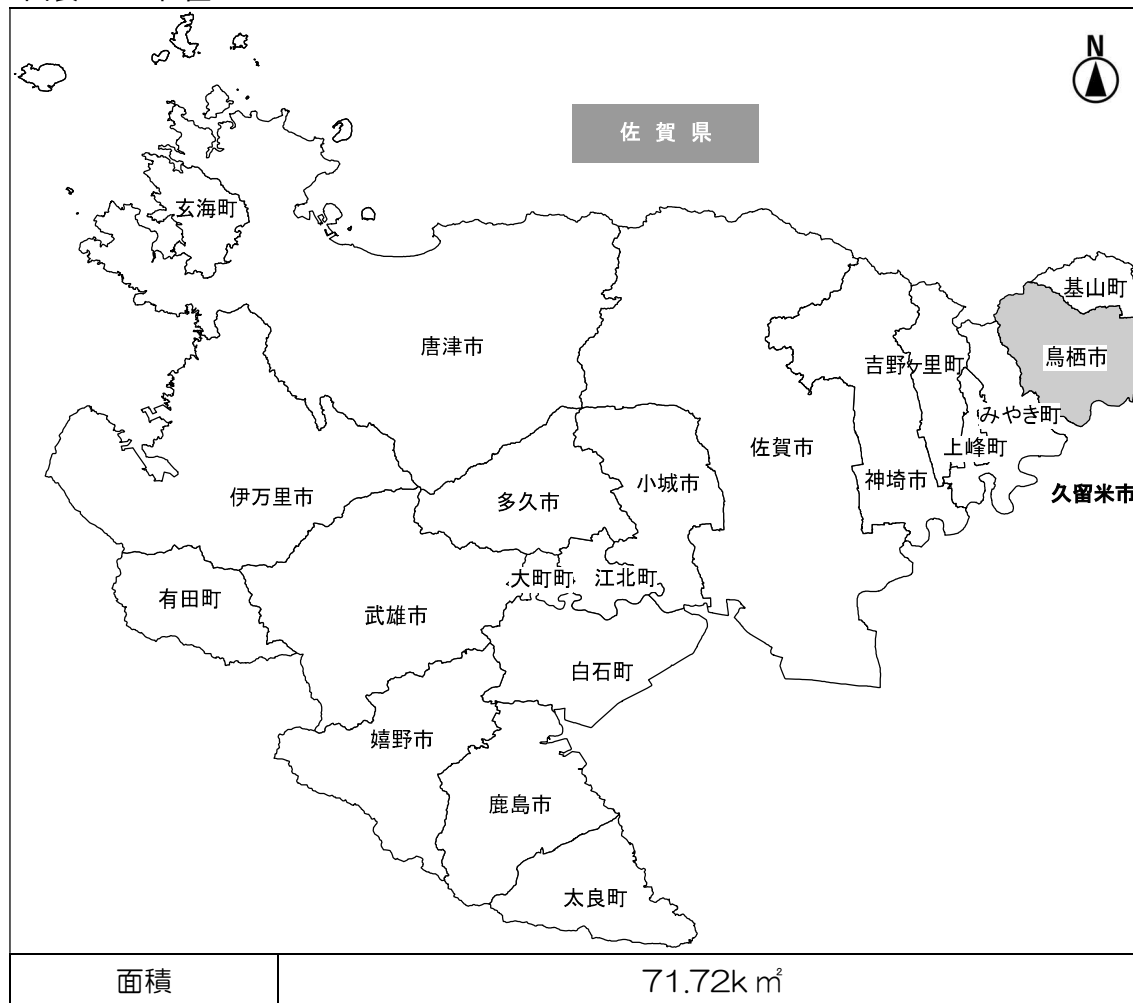 N
佐賀県
玄海町
基山町
唐津市
鳥栖市
吉野ヶ里町
みやき町
佐賀市
上峰町
小城市
神埼市
久留米市
伊万里市
多久市
大町町
江北町
有田町
武雄市
白石町
嬉野市
鹿島市
太良町
面積 71.72k㎡